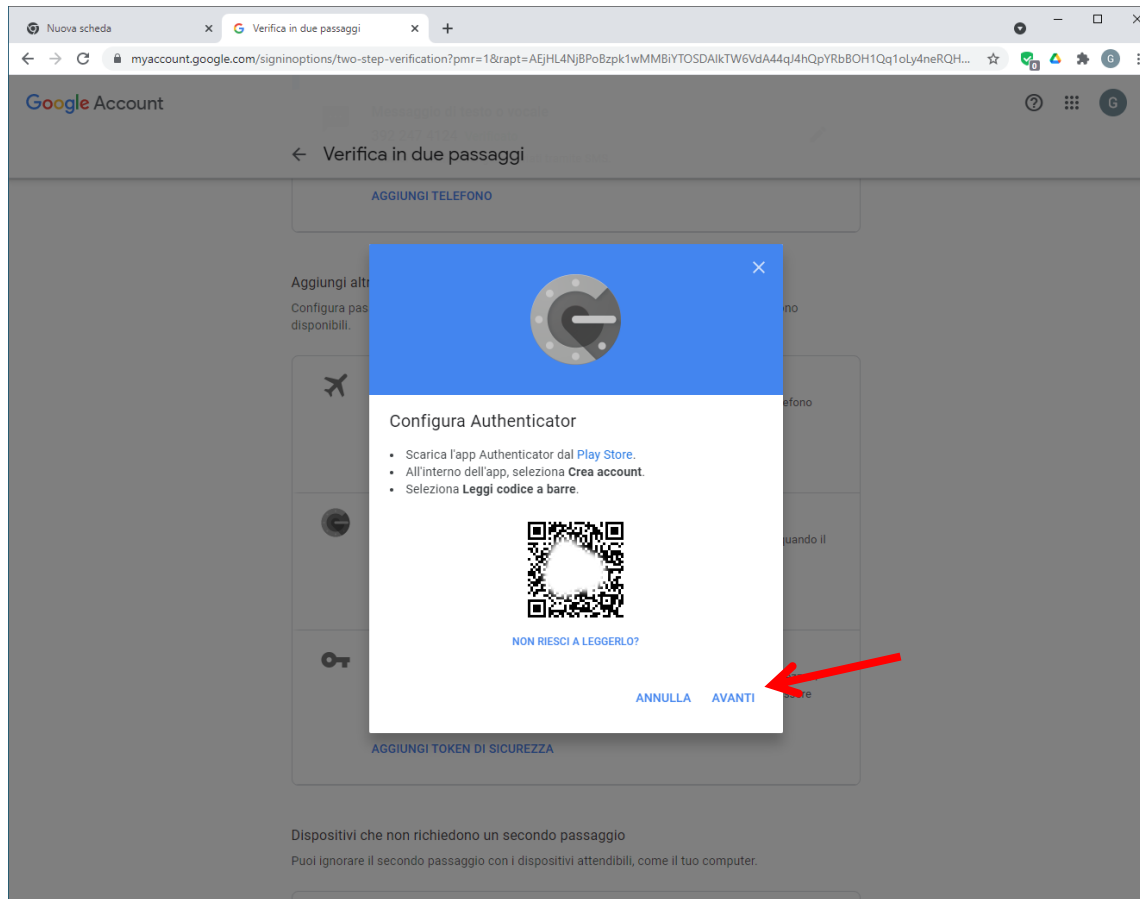 Nuova scheda
Verifica in due passaggi
myaccount.google.com/signinoptions/two-step-verification?pmr=1&rapt=AEjHL4NjBPoBzpk1wMMBiYTOSDAlkTW6VdA44qJ4hQpYRbBOH1Qq1oLy4neRQH...
0
G
Google Account
G
Verifica in due passaggi
AGGIUNGI TELEFONO
Aggiungi altr
Configura pas
no
disponibili.
efono
Configura Authenticator
• Scarica l'app Authenticator dal Play Store.
• All'interno dell'app, seleziona Crea account.
• Seleziona Leggi codice a barre.
uando il
NON RIESCI A LEGGERLO?
ANNULLA AVANTI
AGGIUNGI TOKEN DI SICUREZZA
Dispositivi che non richiedono un secondo passaggio
Puoi ignorare il secondo passaggio con i dispositivi attendibili, come il tuo computer.